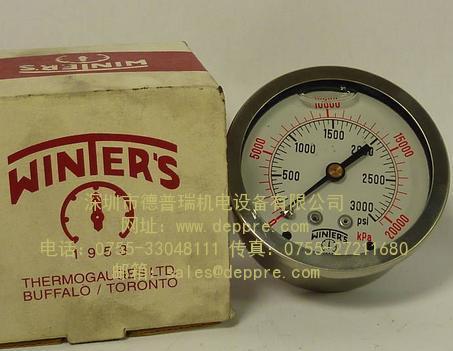 WINTER'S
WINTER'S
1953
THERMOGAUGES LTD.
BUFFALO / TORONTO
深圳市德普瑞机电设备有限公司
网址:www.deppre.com
电话:0755-33048111 传真:0755-27211680
邮箱:sales@deppre.com
0
500
1000
1500
2000
2500
3000
psi
5000
10000
15000
20000
kPa
WINTERS